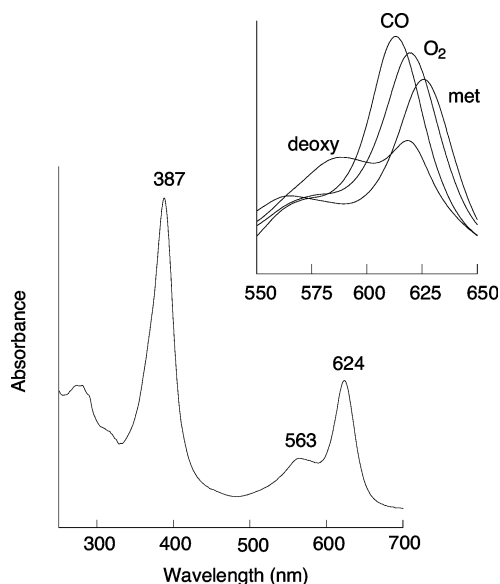 CO
O2
met
deoxy
550 575 600 625 650
387
624
563
Absorbance
300 400 500 600 700
Wavelength (nm)